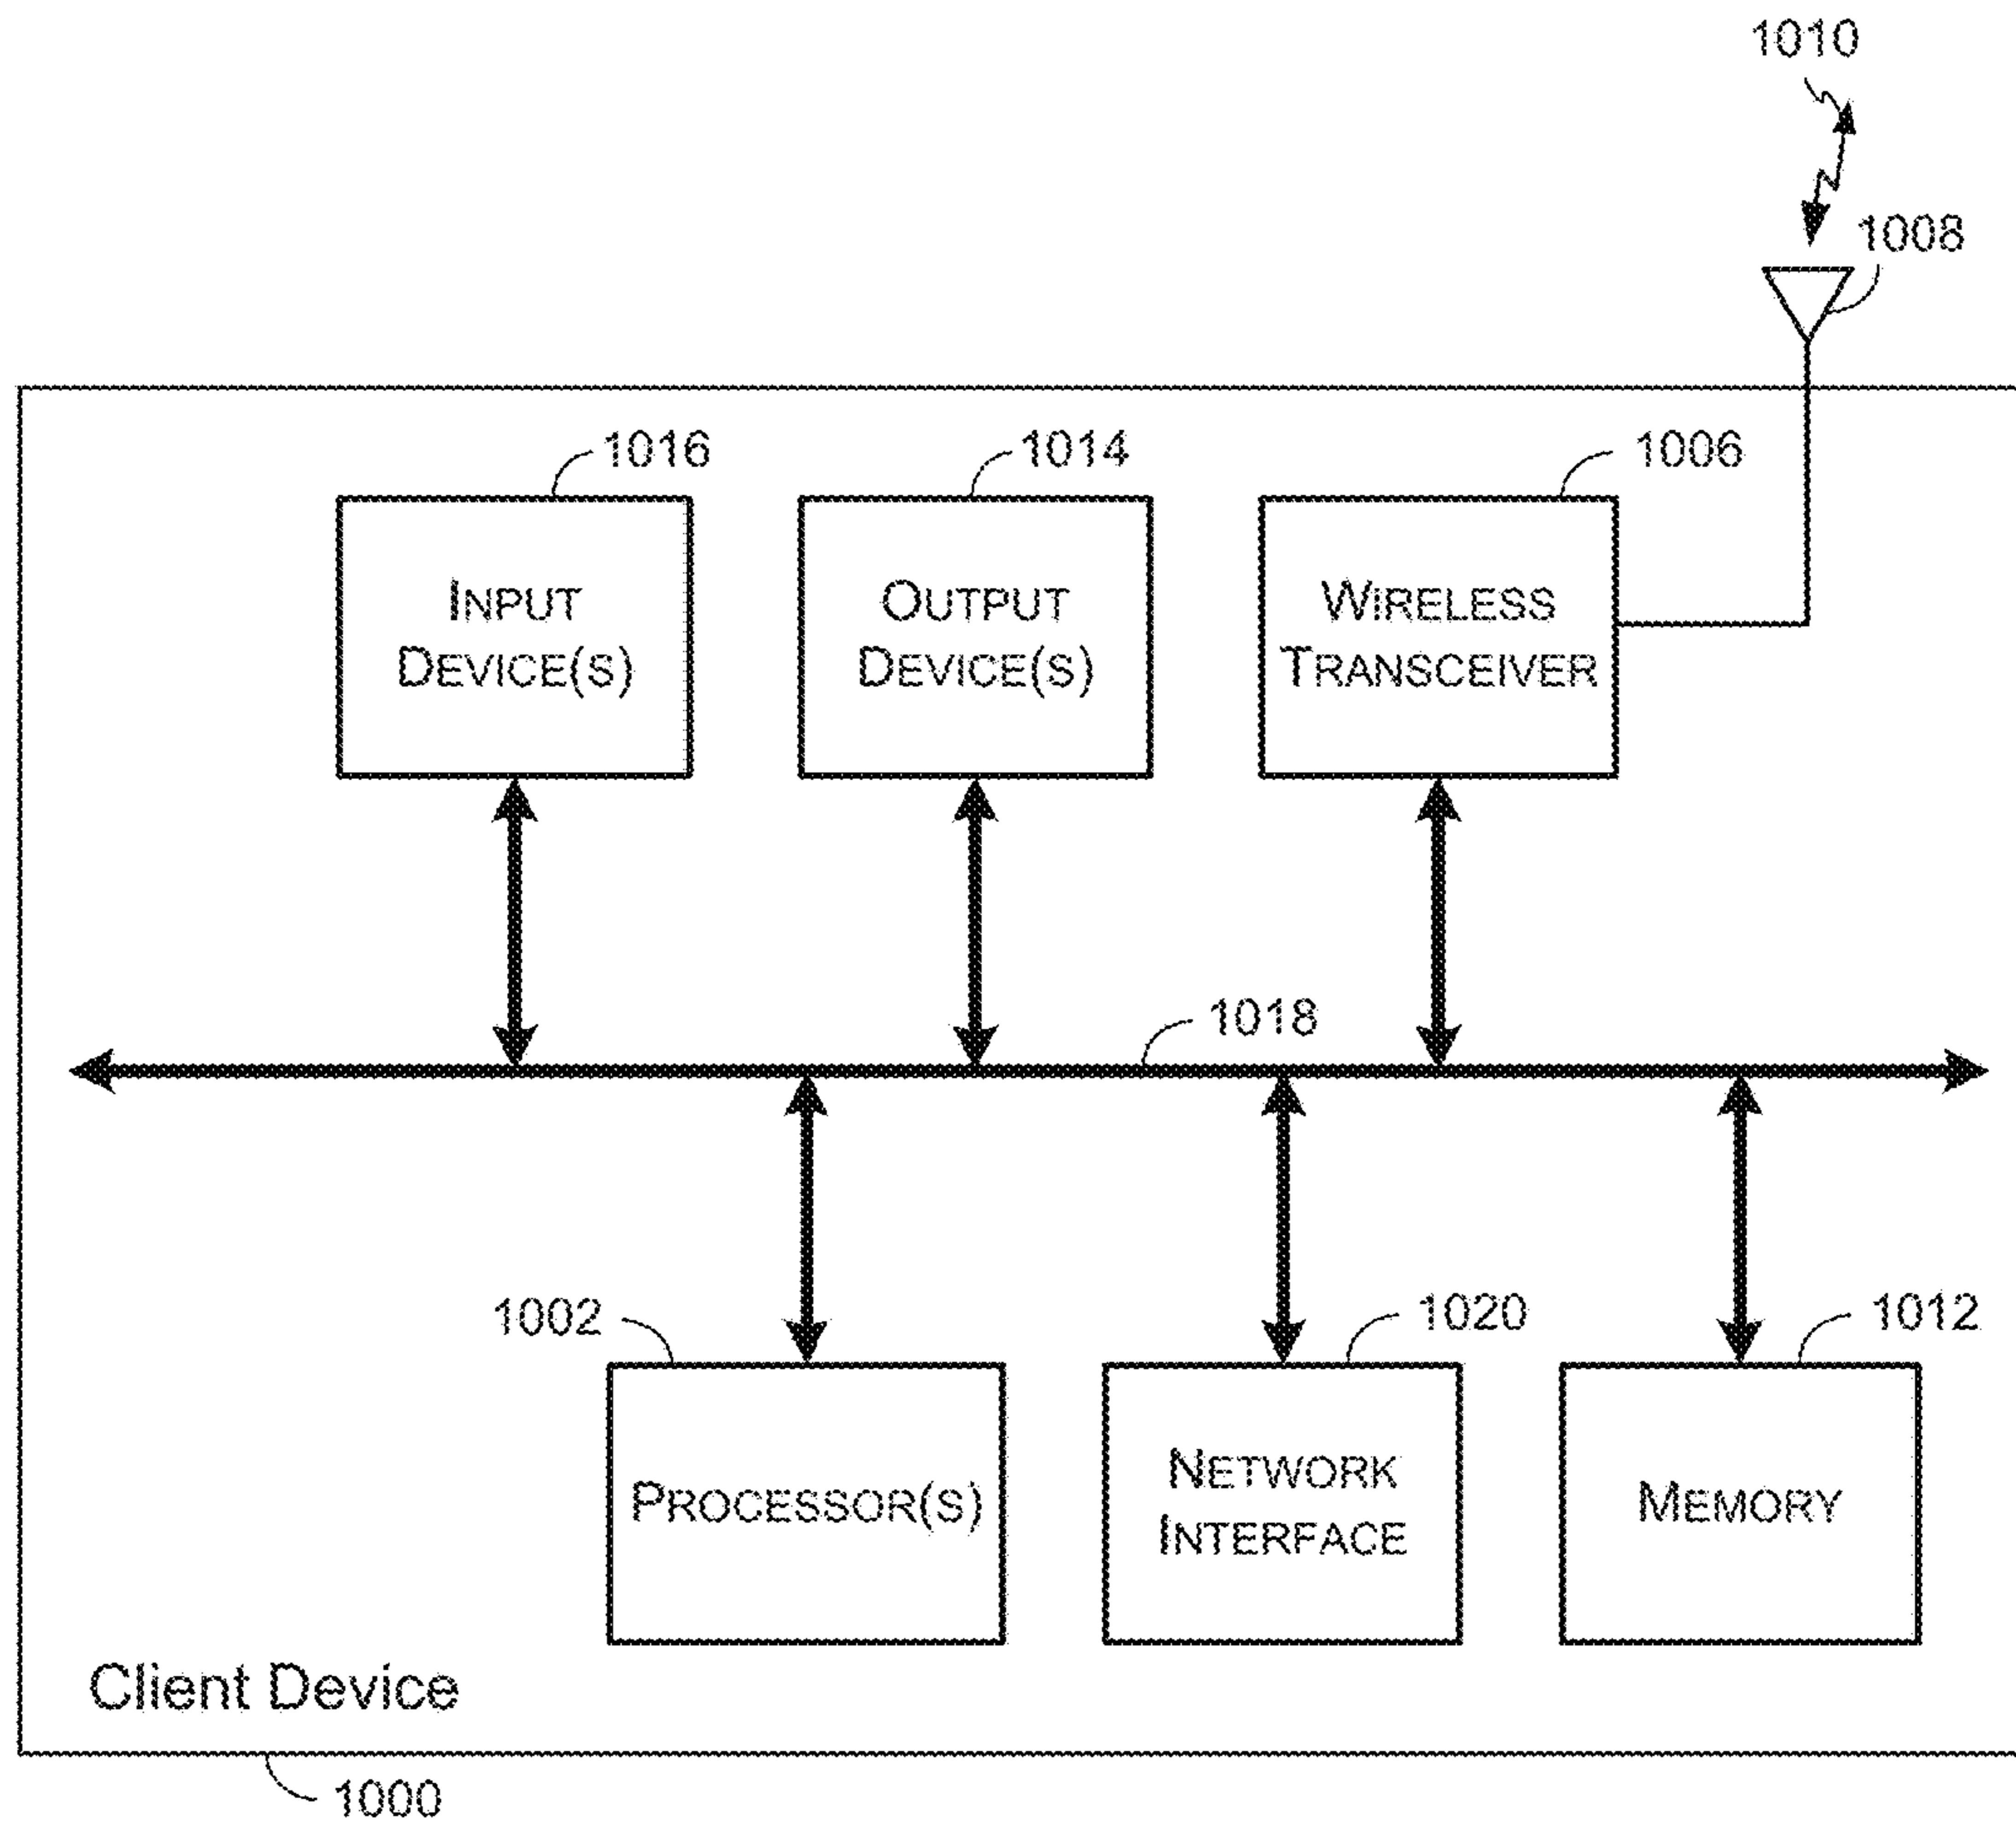 1010
1008
1016
1014
1006
INPUT
DEVICE(S)
OUTPUT
DEVICE(S)
WIRELESS
TRANSCEIVER
1018
1002
1020
1012
PROCESSOR(S)
NETWORK
INTERFACE
MEMORY
Client Device
1000